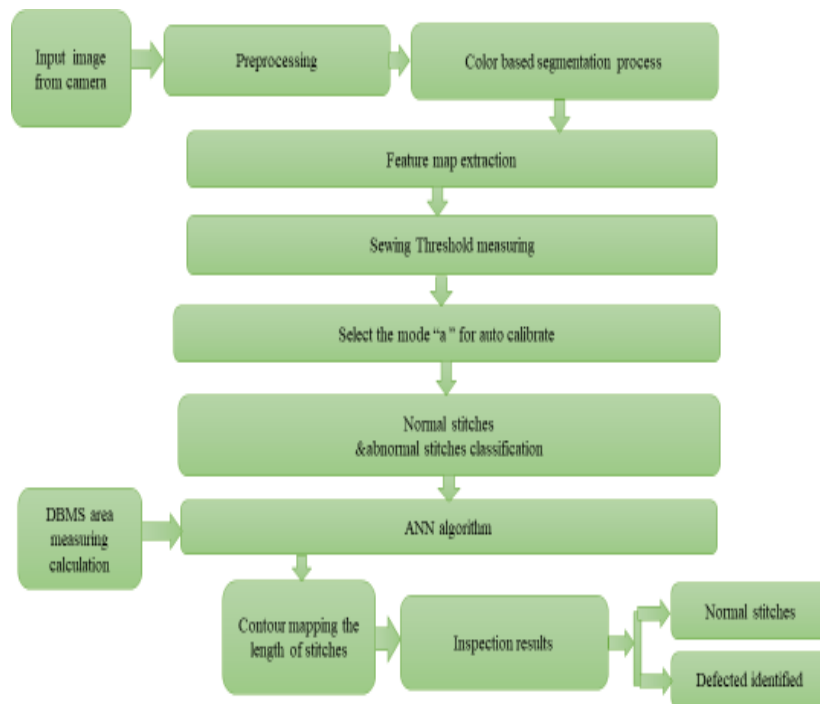 Input image
from camera
Preprocessing
Color based segmentation process
Feature map extraction
Sewing Threshold measuring
Select the mode “a ” for auto calibrate
Normal stitches
&abnormal stitches classification
DBMS area
measuring
calculation
ANN algorithm
Contour mapping the
length of stitches
Inspection results
Normal stitches
Defected identified